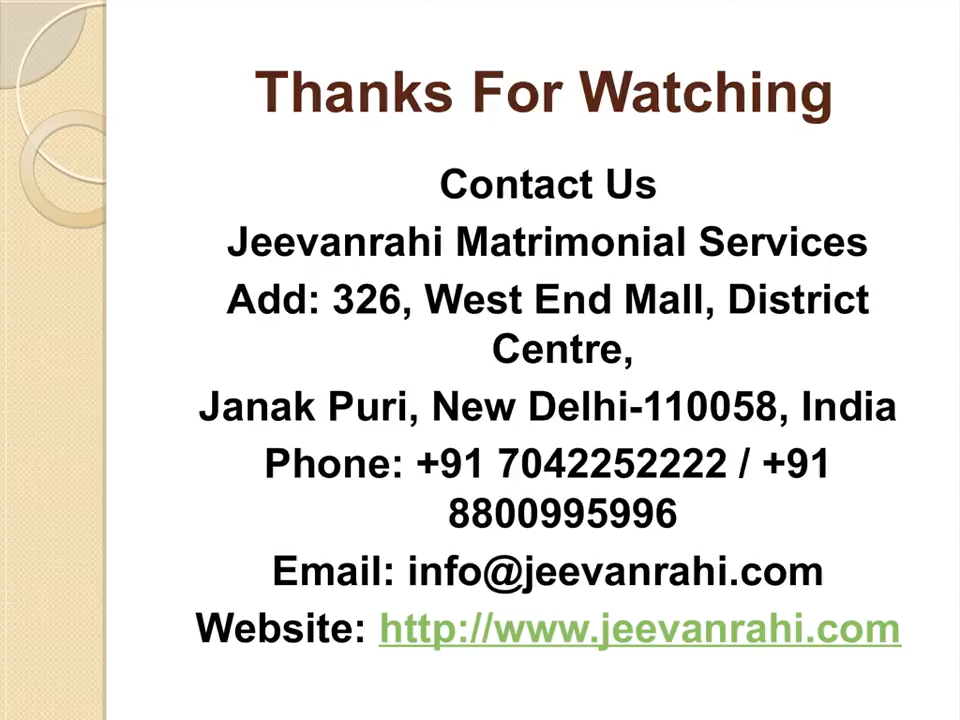 Thanks For Watching
Contact Us
Jeevanrahi Matrimonial Services
Add: 326, West End Mall, District
Centre,
Janak Puri, New Delhi-110058, India
Phone: +91 7042252222 / +91
8800995996
Email: info@jeevanrahi.com
Website: http://www.jeevanrahi.com